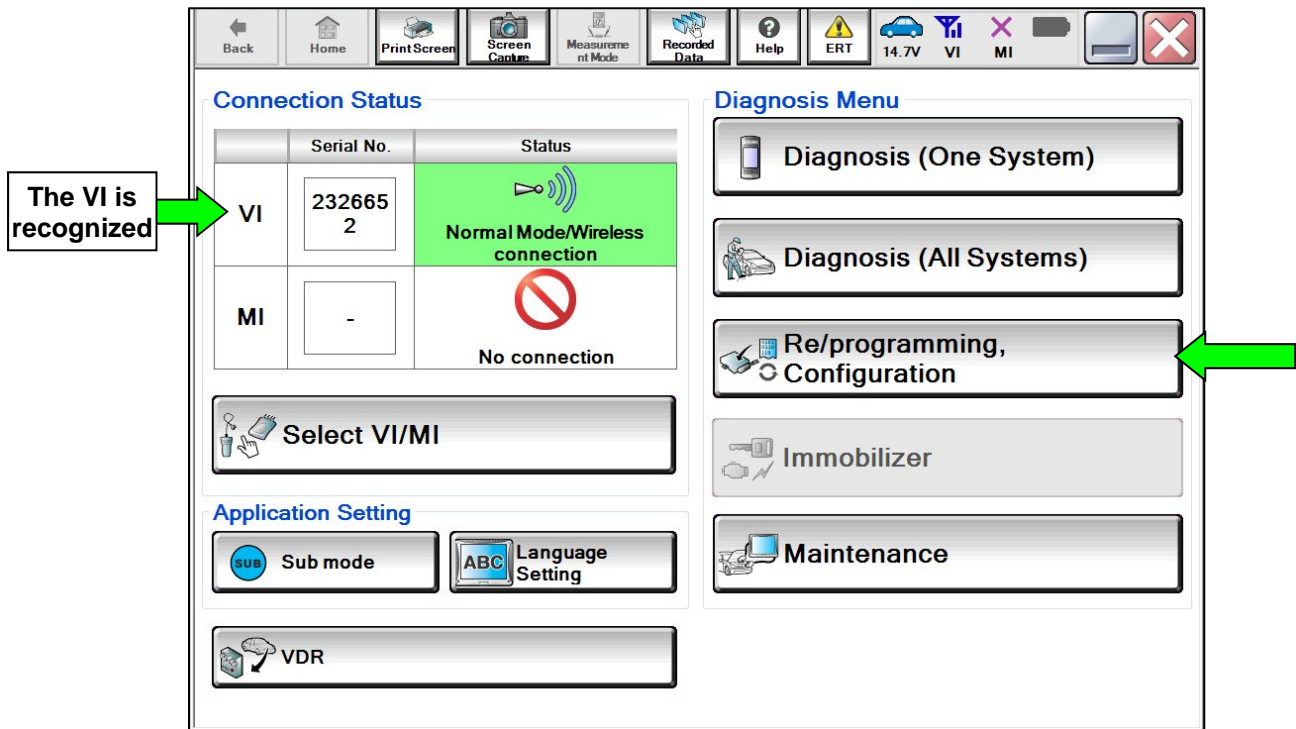 Back
Home
Print Screen
Screen
Capture
Measureme
nt Mode
Recorded
Data
Help
ERT
14.7V
VI
MI
Connection Status
Serial No.
Status
The VI is
recognized
VI
232665
2
Normal Mode/Wireless
connection
MI
-
No connection
Select VI/MI
Application Setting
SUB
Sub mode
ABC
Language
Setting
VDR
Diagnosis Menu
Diagnosis (One System)
Diagnosis (All Systems)
Re/programming,
Configuration
Immobilizer
Maintenance